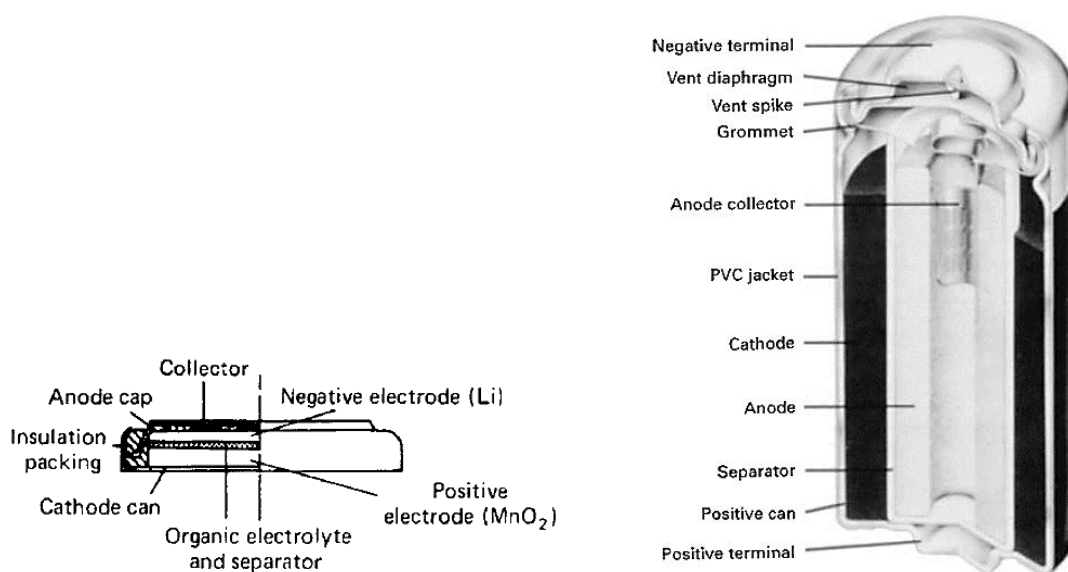 Collector
Anode cap
Negative electrode (Li)
Insulation
packing
Cathode can
Positive
electrode (MnO₂)
Organic electrolyte
and separator
Negative terminal
Vent diaphragm
Vent spike
Grommet
Anode collector
PVC jacket
Cathode
Anode
Separator
Positive can
Positive terminal